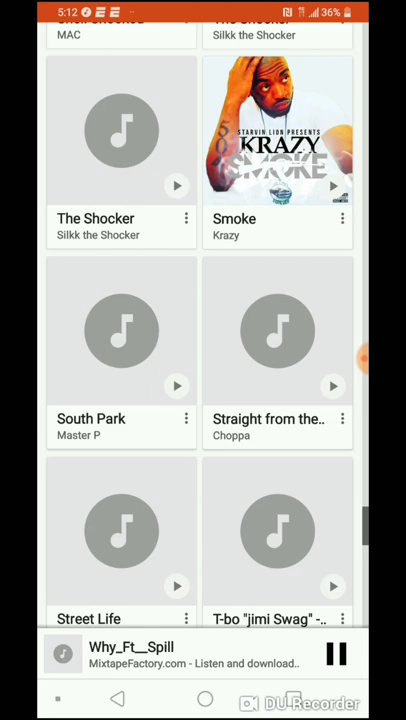 5:12
36%
MAC
Silkk the Shocker
STARVIN LION PRESENTS
KRAZY
SMOKE
The Shocker
Silkk the Shocker
Smoke
Krazy
South Park
Master P
Straight from the..
Choppa
Street Life
T-bo "jimi Swag" -..
Why_Ft__Spill
MixtapeFactory.com - Listen and download..
DU Recorder